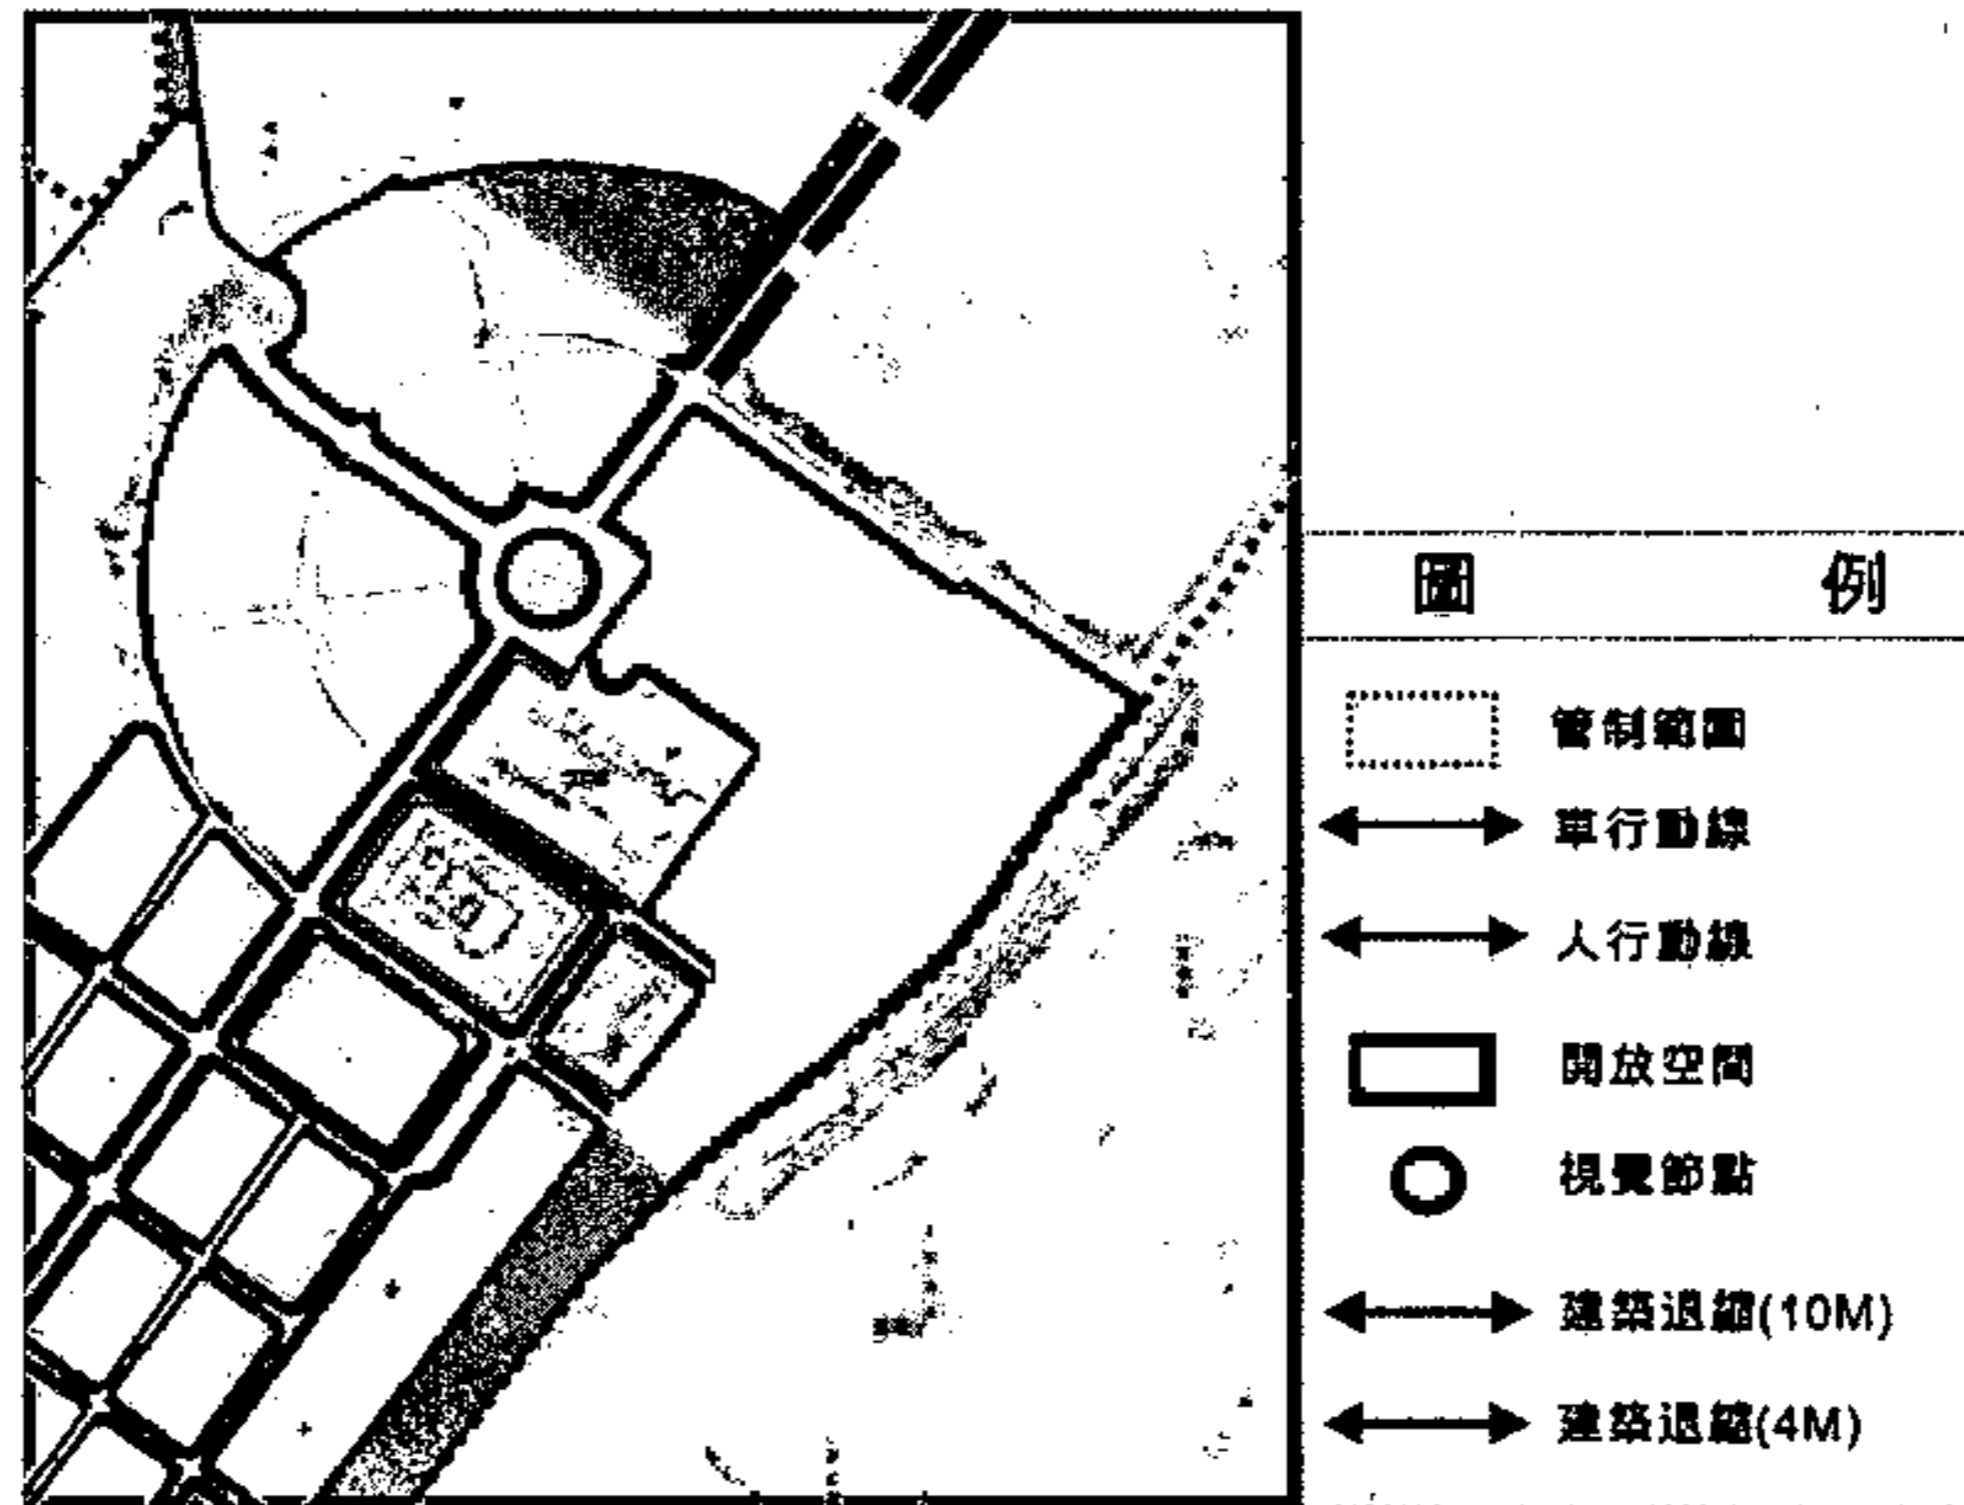 圖例
管制範圍
車行動線
人行動線
開放空間
視覺節點
建築退縮(10M)
建築退縮(4M)